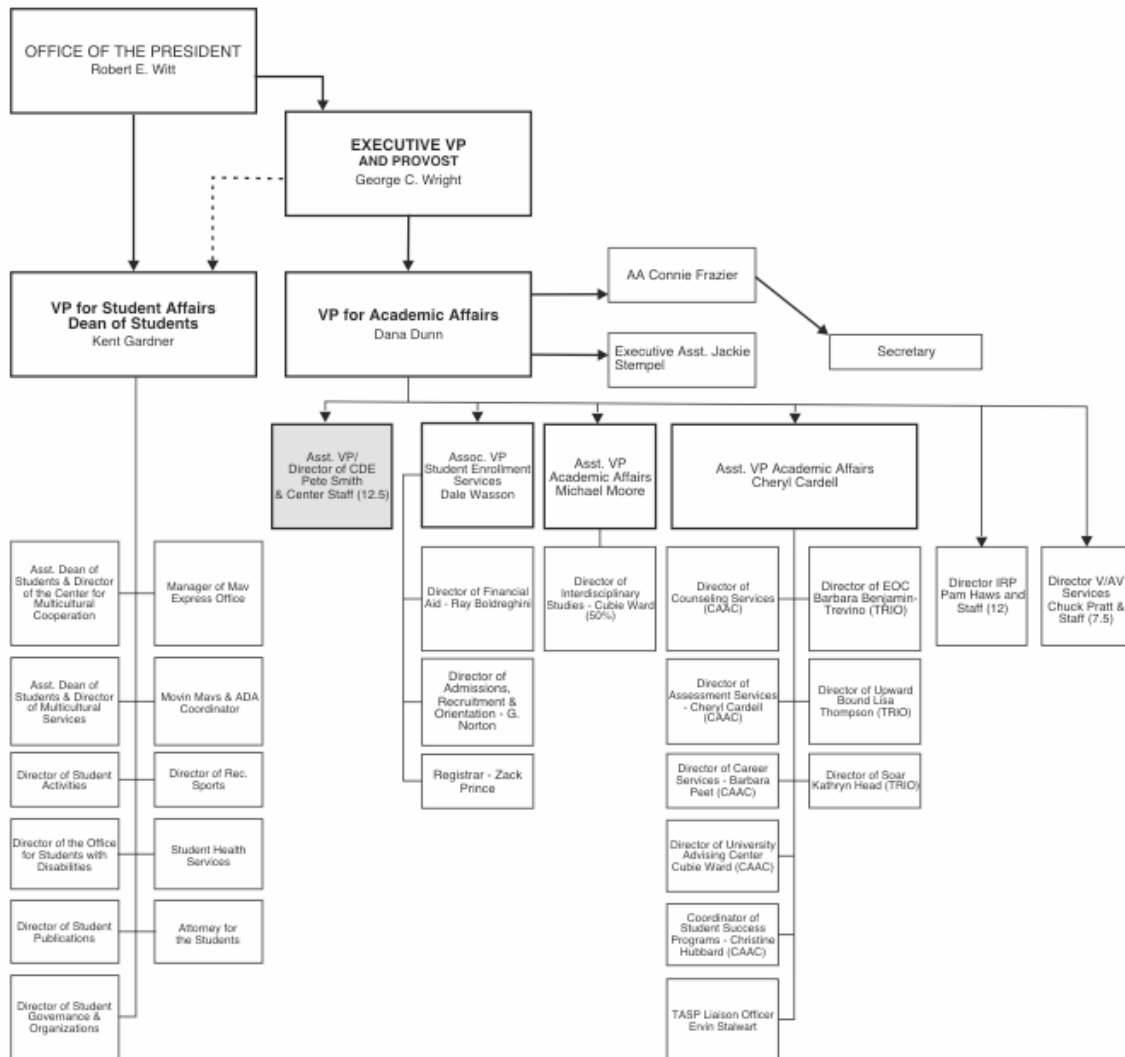 OFFICE OF THE PRESIDENT
Robert E. Witt
EXECUTIVE VP
AND PROVOST
George C. Wright
VP for Student Affairs
Dean of Students
Kent Gardner
VP for Academic Affairs
Dana Dunn
AA Connie Frazier
Executive Asst. Jackie
Stempel
Secretary
Asst. VP/
Director of CDE
Pete Smith
& Center Staff (12.5)
Assoc. VP
Student Enrollment
Services
Dale Wasson
Asst. VP
Academic Affairs
Michael Moore
Asst. VP Academic Affairs
Cheryl Cardell
Asst. Dean of
Students & Director
of the Center for
Multicultural
Cooperation
Manager of Mav
Express Office
Director of Financial
Aid - Ray Boldreghini
Director of
Interdisciplinary
Studies - Cubie Ward
(50%)
Director of
Counseling Services
(CAAC)
Director of EOC
Barbara Benjamin-
Trevino (TRIO)
Director IRP
Pam Haws and
Staff (12)
Director V/AV
Services
Chuck Pratt &
Staff (7.5)
Asst. Dean of
Students & Director
of Multicultural
Services
Movin Mavs & ADA
Coordinator
Director of
Admissions,
Recruitment &
Orientation - G.
Norton
Director of
Assessment Services
- Cheryl Cardell
(CAAC)
Director of Upward
Bound Lisa
Thompson (TRIO)
Director of Student
Activities
Director of Rec.
Sports
Registrar - Zack
Prince
Director of Career
Services - Barbara
Peet (CAAC)
Director of Soar
Kathryn Head (TRIO)
Director of the Office
for Students with
Disabilities
Student Health
Services
Director of University
Advising Center
Cubie Ward (CAAC)
Director of Student
Publications
Attorney for
the Students
Coordinator of
Student Success
Programs - Christine
Hubbard (CAAC)
Director of Student
Governance &
Organizations
TASP Liaison Officer
Ervin Stalwart